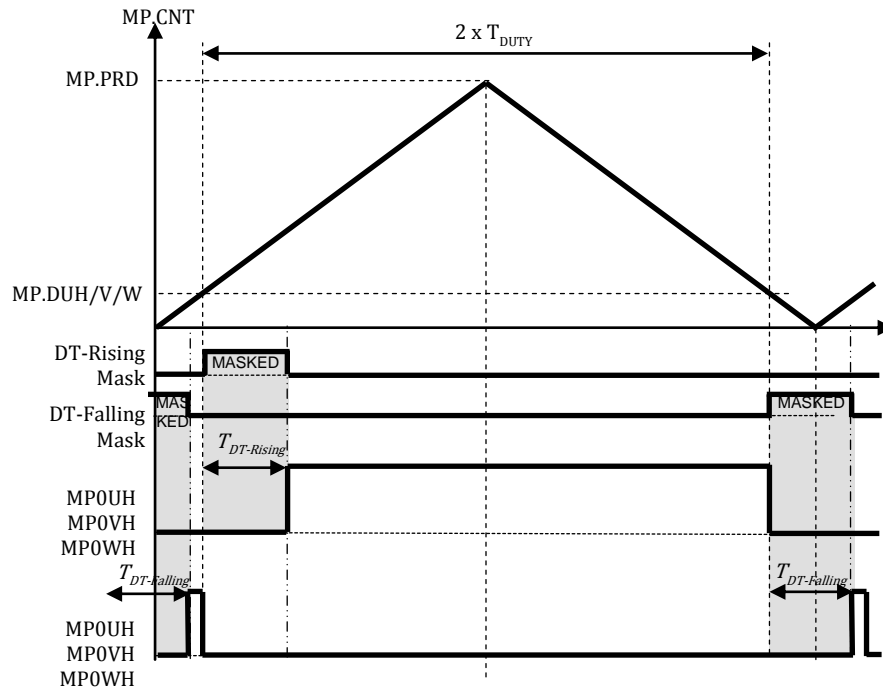 MP.CNT
2 x T_DUTY
MP.PRD
MP.DUH/V/W
DT-Rising
Mask
MASKED
DT-Falling
Mask
MAS
KED
MASKED
T_DT-Rising
MP0UH
MP0VH
MP0WH
T_DT-Falling
T_DT-Falling
MP0UH
MP0VH
MP0WH